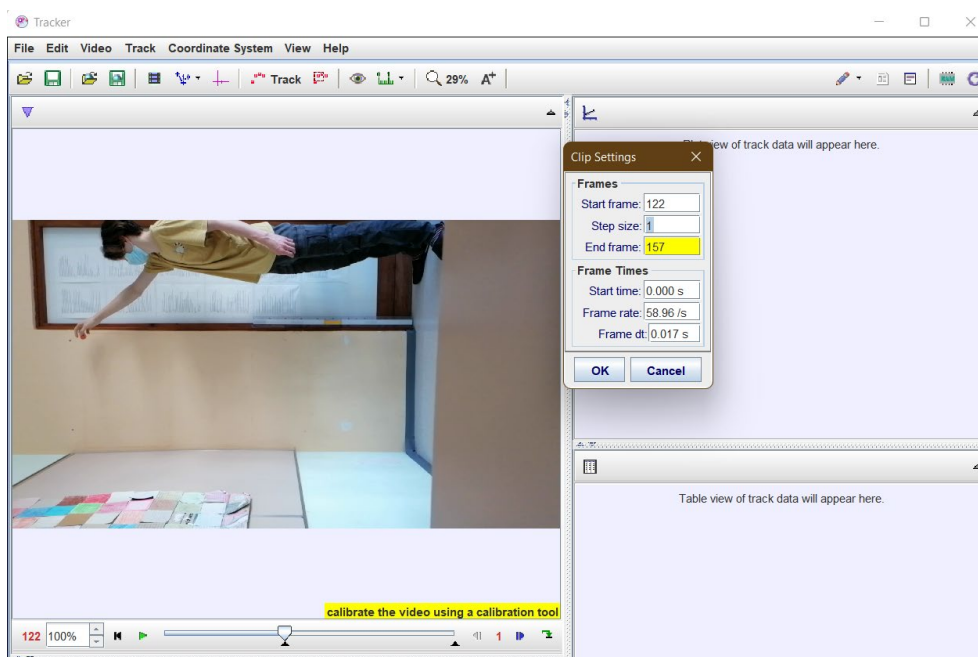 Tracker
File Edit Video Track Coordinate System View Help
Track 29% A+
Clip Settings
view of track data will appear here.
Frames
Start frame: 122
Step size: 1
End frame: 157
Frame Times
Start time: 0.000 s
Frame rate: 58.96 /s
Frame dt: 0.017 s
OK Cancel
Table view of track data will appear here.
calibrate the video using a calibration tool
122 100% 1